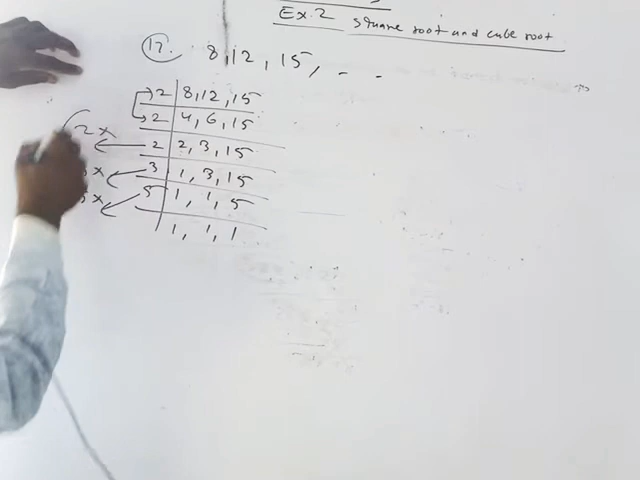 Ex.2 square root and cube root
17. 8, 12, 15, - -
2 | 8, 12, 15
2 | 4, 6, 15
2x 2 | 2, 3, 15
x 3 | 1, 3, 15
x 5 | 1, 1, 5
1, 1, 1